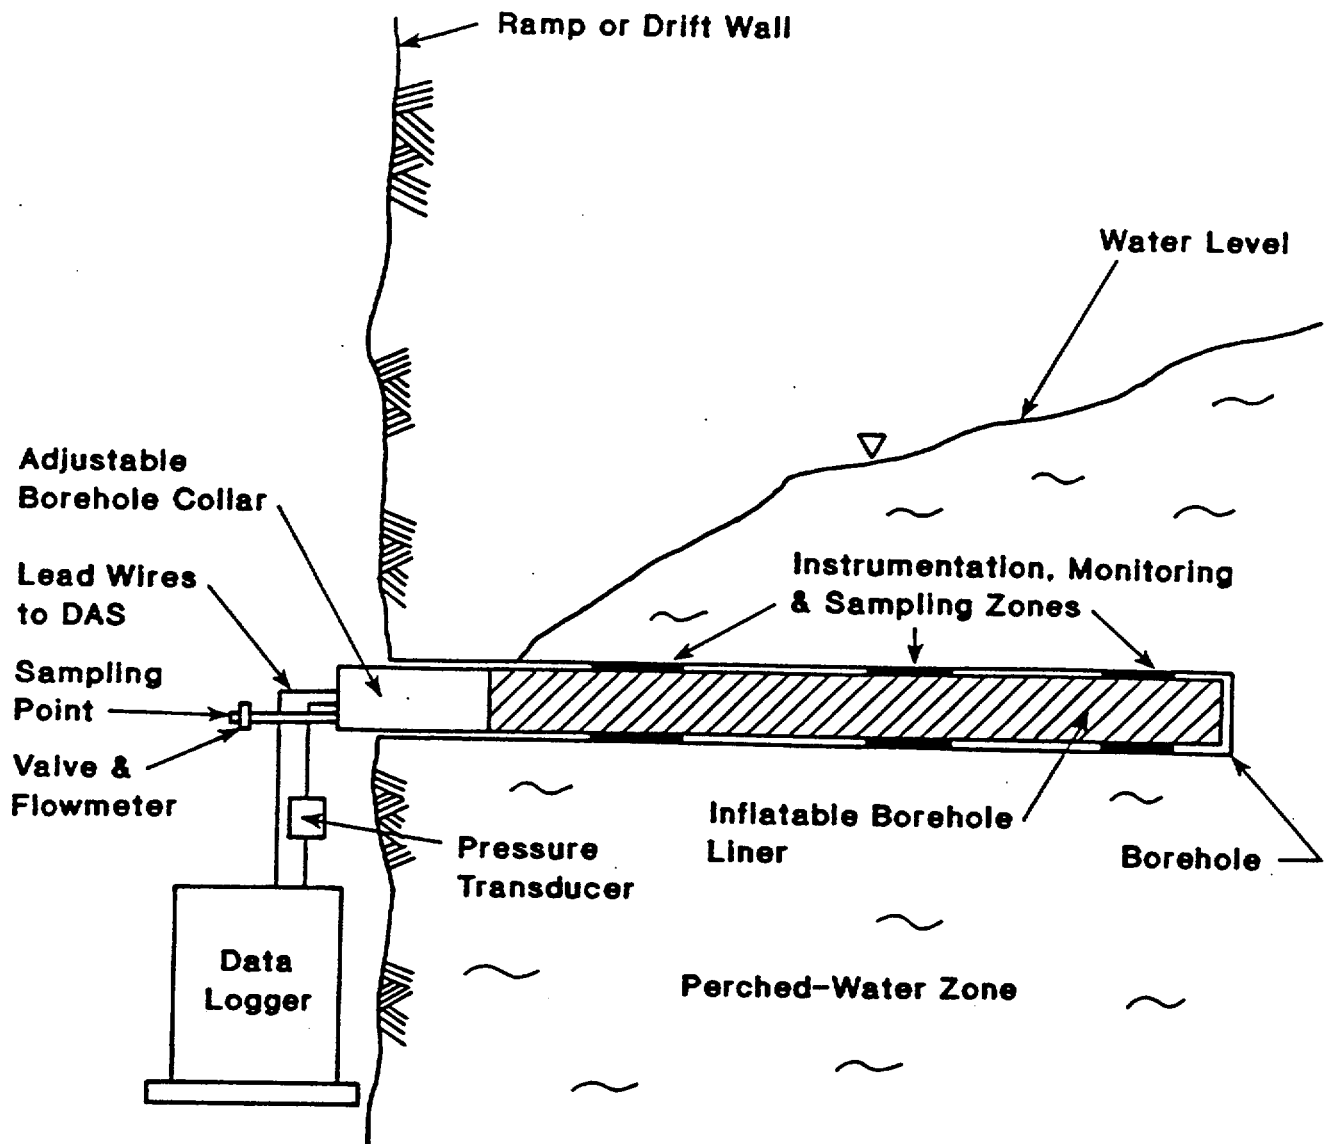 Ramp or Drift Wall
Water Level
Adjustable
Borehole Collar
Instrumentation, Monitoring
& Sampling Zones
Lead Wires
to DAS
Sampling
Point
Valve &
Flowmeter
Inflatable Borehole
Liner
Pressure
Transducer
Borehole
Data
Logger
Perched-Water Zone